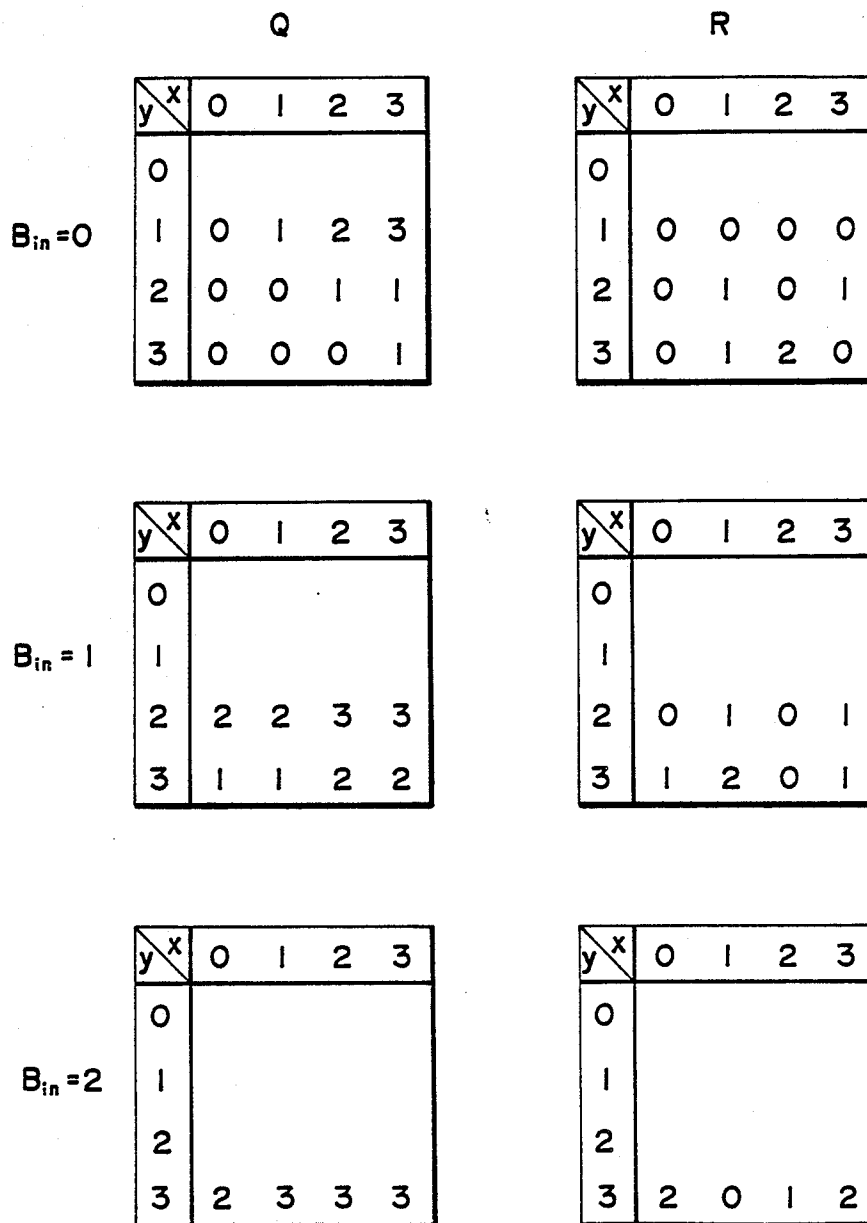 Q R
y x 0 1 2 3 y x 0 1 2 3
0 0
B_in=0 1 0 1 2 3 1 0 0 0 0
2 0 0 1 1 2 0 1 0 1
3 0 0 0 1 3 0 1 2 0
y x 0 1 2 3 y x 0 1 2 3
0 0
B_in=1 1 1
2 2 2 3 3 2 0 1 0 1
3 1 1 2 2 3 1 2 0 1
y x 0 1 2 3 y x 0 1 2 3
0 0
B_in=2 1 1
2 2
3 2 3 3 3 3 2 0 1 2